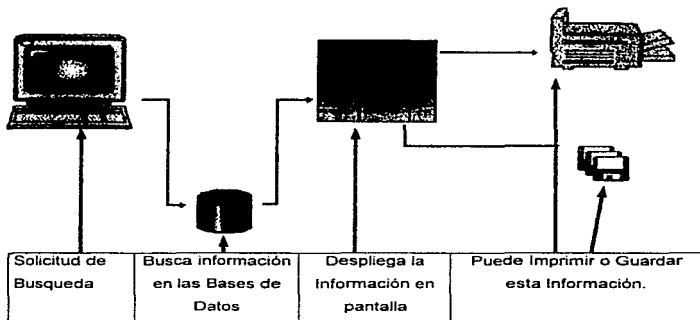 Solicitud de
Busqueda
Busca información
en las Bases de
Datos
Despliega la
Información en
pantalla
Puede Imprimir o Guardar
esta Información.